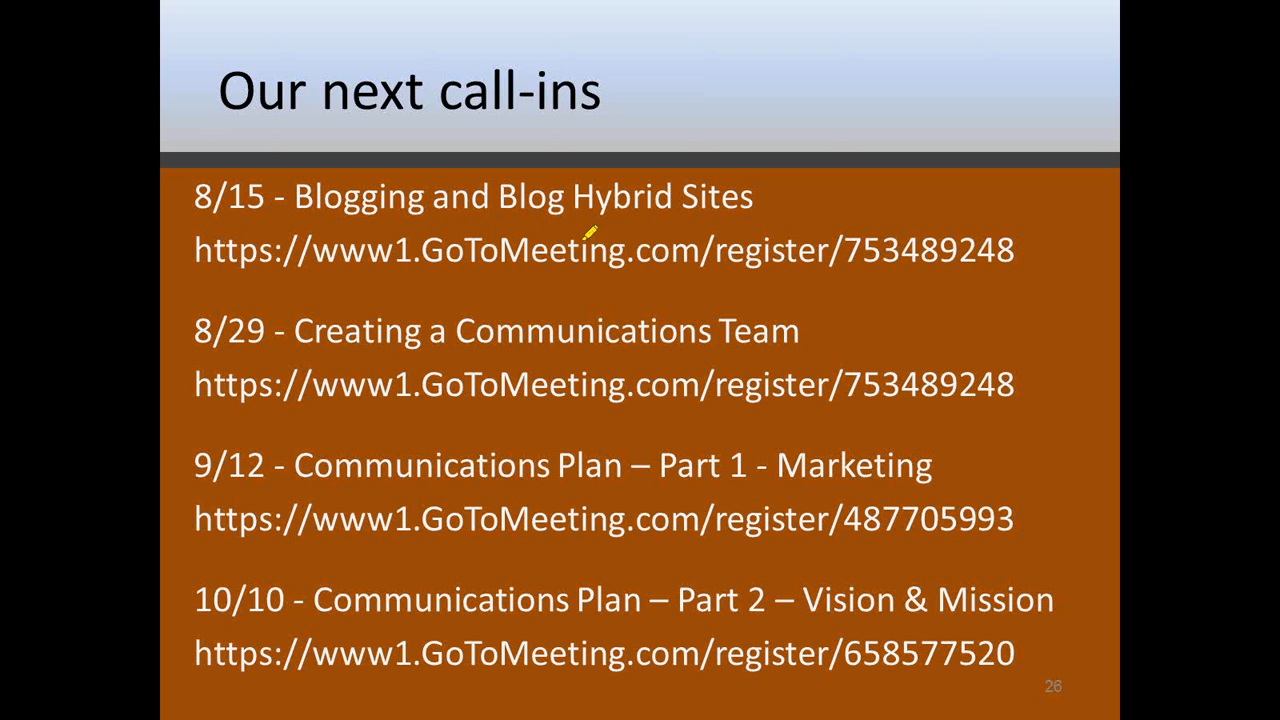 Our next call-ins
8/15 - Blogging and Blog Hybrid Sites
https://www1.GoToMeeting.com/register/753489248
8/29 - Creating a Communications Team
https://www1.GoToMeeting.com/register/753489248
9/12 - Communications Plan – Part 1 - Marketing
https://www1.GoToMeeting.com/register/487705993
10/10 - Communications Plan – Part 2 – Vision & Mission
https://www1.GoToMeeting.com/register/658577520
26